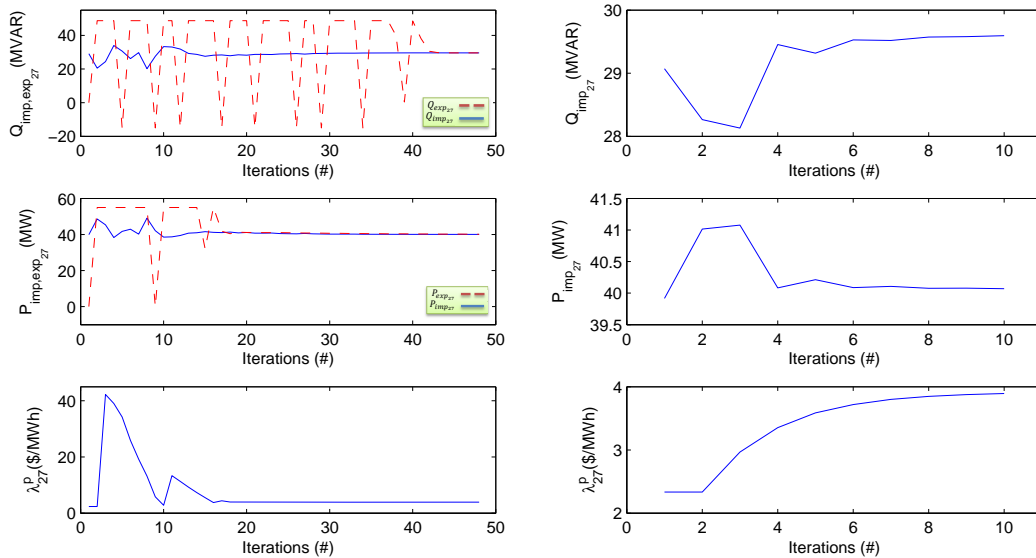 Q_imp,exp_27 (MVAR)
40
20
0
−20
0 10 20 30 40 50
Iterations (#)
Q_exp_27
Q_imp_27
Q_imp_27 (MVAR)
30
29
28
0 2 4 6 8 10
Iterations (#)
P_imp,exp_27 (MW)
60
40
20
0
0 10 20 30 40 50
Iterations (#)
P_exp_27
P_imp_27
P_imp_27 (MW)
41.5
41
40.5
40
39.5
0 2 4 6 8 10
Iterations (#)
λ_27^p ($/MWh)
40
20
0
0 10 20 30 40 50
Iterations (#)
λ_27^p ($/MWh)
4
3
2
0 2 4 6 8 10
Iterations (#)